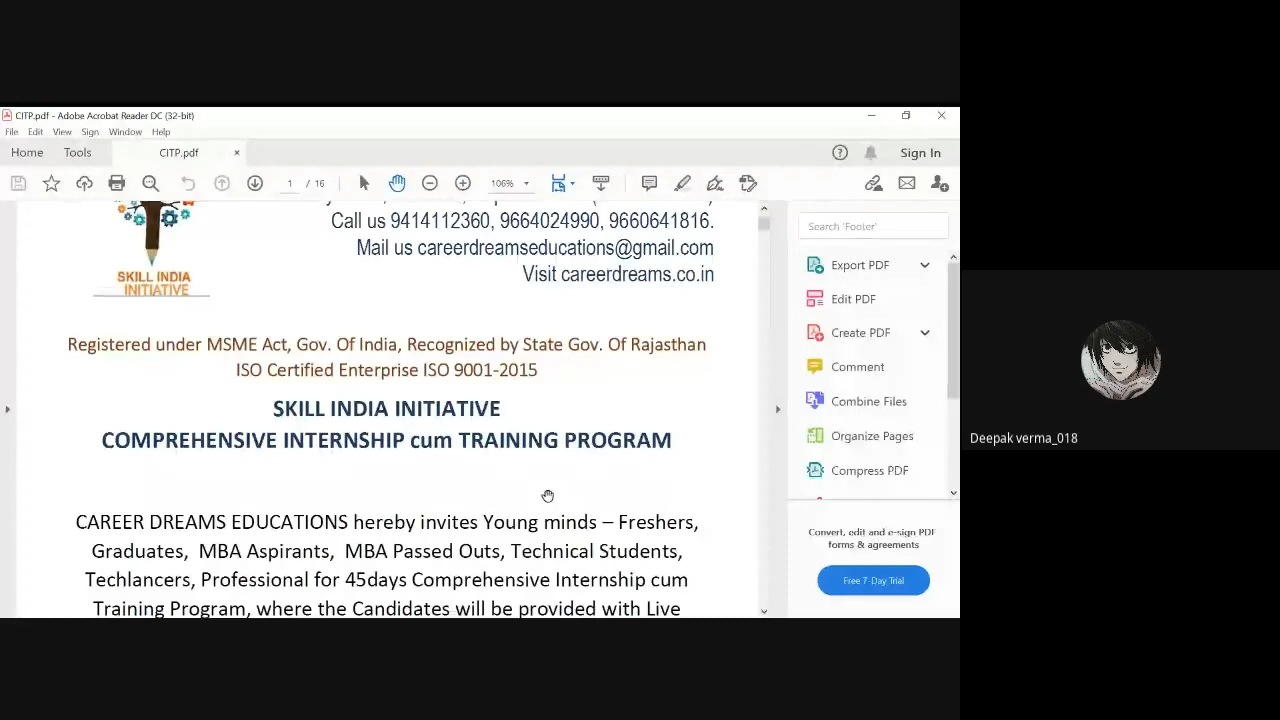 CITP.pdf - Adobe Acrobat Reader DC (32-bit)
File Edit View Sign Window Help
Home Tools CITP.pdf × Sign In
1 / 16 106%
Call us 9414112360, 9664024990, 9660641816.
Mail us careerdreamseducations@gmail.com
Visit careerdreams.co.in
SKILL INDIA
INITIATIVE
Registered under MSME Act, Gov. Of India, Recognized by State Gov. Of Rajasthan
ISO Certified Enterprise ISO 9001-2015
SKILL INDIA INITIATIVE
COMPREHENSIVE INTERNSHIP cum TRAINING PROGRAM
CAREER DREAMS EDUCATIONS hereby invites Young minds – Freshers,
Graduates, MBA Aspirants, MBA Passed Outs, Technical Students,
Techlancers, Professional for 45days Comprehensive Internship cum
Training Program, where the Candidates will be provided with Live
Search 'Footer'
Export PDF
Edit PDF
Create PDF
Comment
Combine Files
Organize Pages
Compress PDF
Convert, edit and e-sign PDF
forms & agreements
Free 7-Day Trial
Deepak verma_018